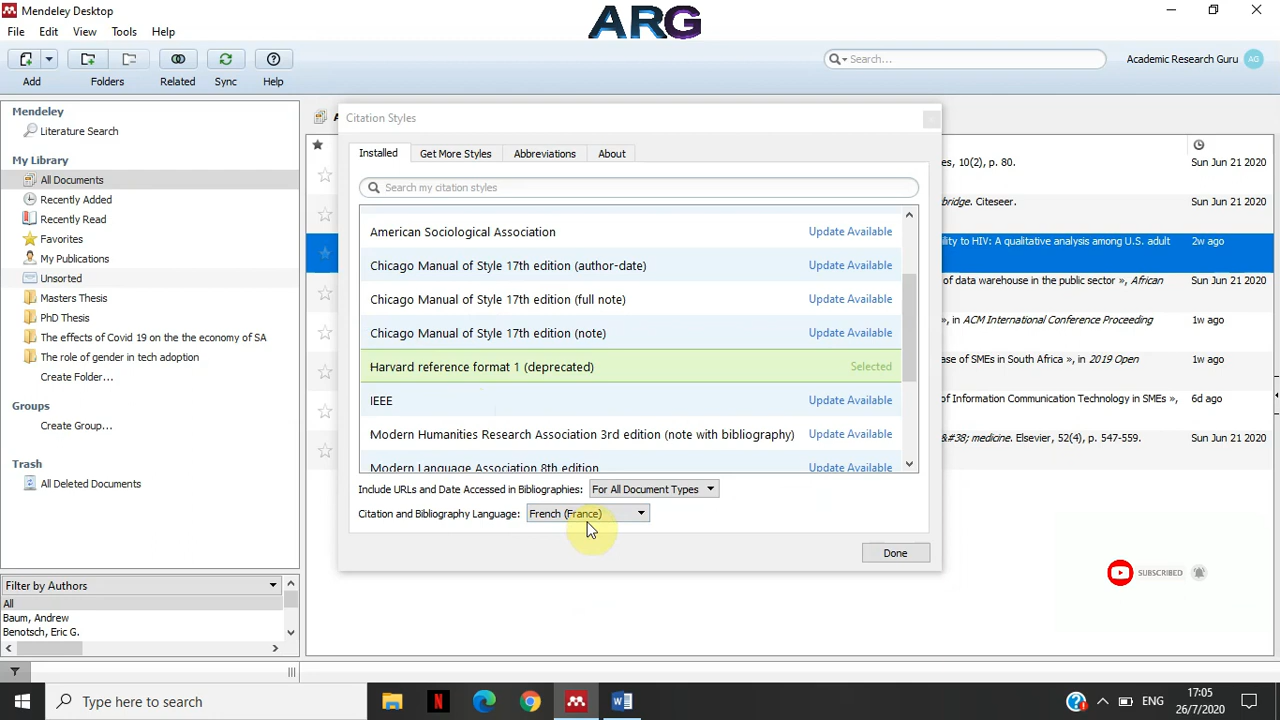 Mendeley Desktop
ARG
File Edit View Tools Help
Search...
Academic Research Guru AG
Add Folders Related Sync Help
Mendeley
Literature Search
My Library
All Documents
Recently Added
Recently Read
Favorites
My Publications
Unsorted
Masters Thesis
PhD Thesis
The effects of Covid 19 on the the economy of SA
The role of gender in tech adoption
Create Folder...
Groups
Create Group...
Trash
All Deleted Documents
Filter by Authors
All
Baum, Andrew
Benotsch, Eric G.
Citation Styles
Installed Get More Styles Abbreviations About
Search my citation styles
American Sociological Association Update Available
Chicago Manual of Style 17th edition (author-date) Update Available
Chicago Manual of Style 17th edition (full note) Update Available
Chicago Manual of Style 17th edition (note) Update Available
Harvard reference format 1 (deprecated) Selected
IEEE Update Available
Modern Humanities Research Association 3rd edition (note with bibliography) Update Available
Modern Language Association 8th edition Update Available
Include URLs and Date Accessed in Bibliographies: For All Document Types
Citation and Bibliography Language: French (France)
Done
es, 10(2), p. 80. Sun Jun 21 2020
bridge. Citeseer. Sun Jun 21 2020
ility to HIV: A qualitative analysis among U.S. adult 2w ago
of data warehouse in the public sector », African Sun Jun 21 2020
», in ACM International Conference Proceeding 1w ago
ase of SMEs in South Africa », in 2019 Open 1w ago
of Information Communication Technology in SMEs », 6d ago
&#38; medicine. Elsevier, 52(4), p. 547-559. Sun Jun 21 2020
SUBSCRIBED
Type here to search
ENG
17:05
26/7/2020